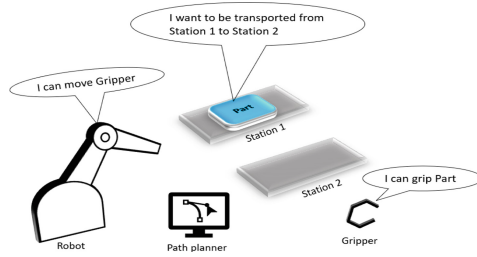 I want to be transported from
Station 1 to Station 2
I can move Gripper
Part
Station 1
Station 2
I can grip Part
Robot
Path planner
Gripper